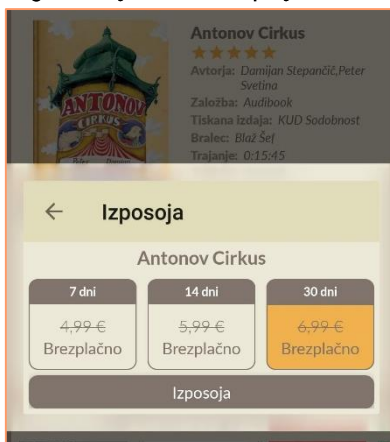 Antonov Cirkus
Avtorja: Damijan Stepančič,Peter
Svetina
Založba: Audibook
Tiskana izdaja: KUD Sodobnost
Bralec: Blaž Šef
Trajanje: 0:15:45
ANTONOV
CIRKUS
Peter
← Izposoja
Antonov Cirkus
7 dni 14 dni 30 dni
4,99 € 5,99 € 6,99 €
Brezplačno Brezplačno Brezplačno
Izposoja